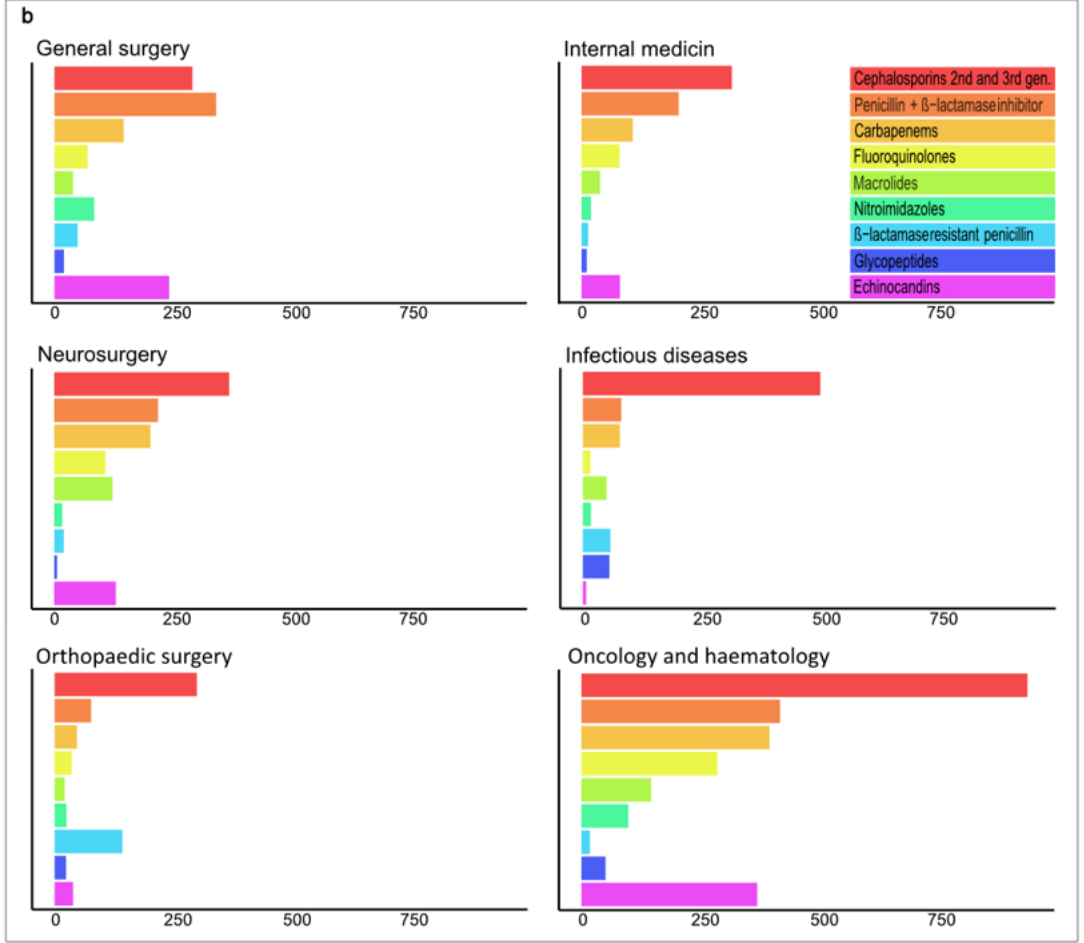 b
General surgery
0 250 500 750
Internal medicin
Cephalosporins 2nd and 3rd gen.
Penicillin + ß−lactamaseinhibitor
Carbapenems
Fluoroquinolones
Macrolides
Nitroimidazoles
ß−lactamaseresistant penicillin
Glycopeptides
Echinocandins
0 250 500 750
Neurosurgery
0 250 500 750
Infectious diseases
0 250 500 750
Orthopaedic surgery
0 250 500 750
Oncology and haematology
0 250 500 750